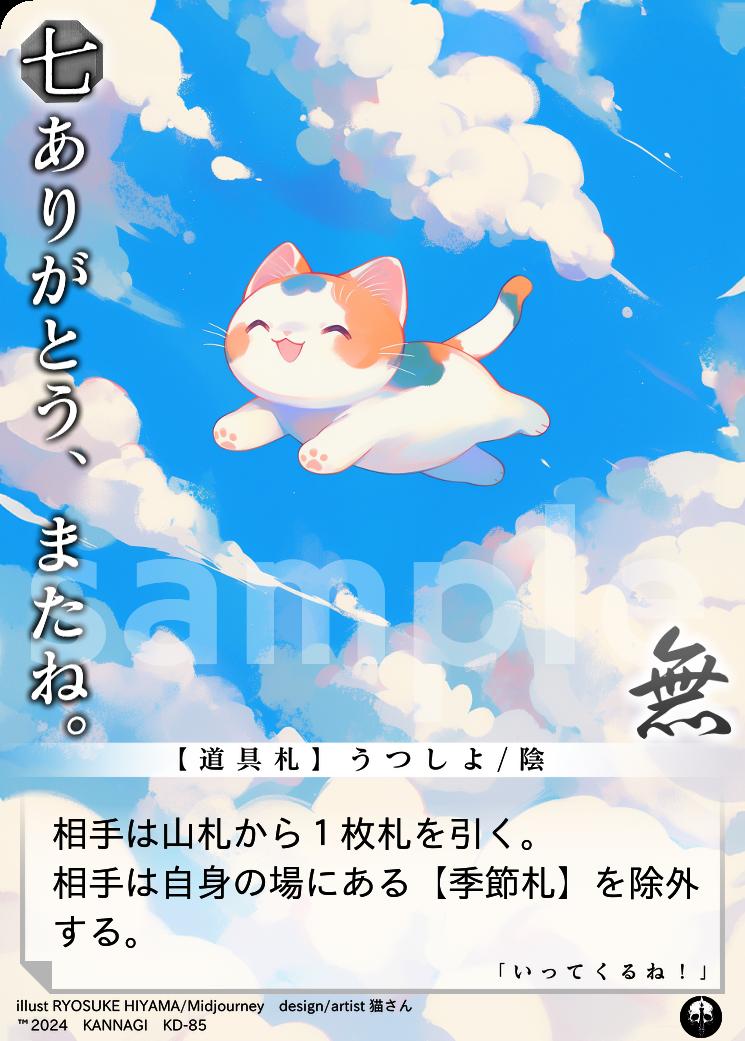 七
ありがとう、またね。
sample
無
【道具札】うつしよ/陰
相手は山札から１枚札を引く。
相手は自身の場にある【季節札】を除外
する。
「いってくるね！」
illust RYOSUKE HIYAMA/Midjourney　design/artist 猫さん
™2024　KANNAGI　KD-85